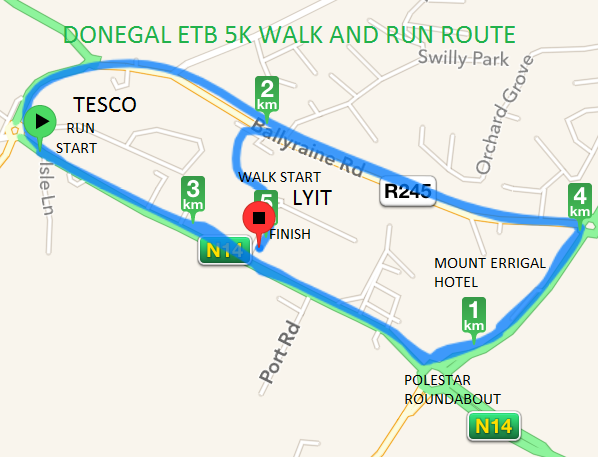 DONEGAL ETB 5K WALK AND RUN ROUTE
Swilly Park
Orchard Grove
TESCO
2
km
RUN
START
Ballyraine Rd
Isle Ln
WALK START
3
km
5
LYIT
R245
4
km
FINISH
N14
MOUNT ERRIGAL
HOTEL
1
km
Port Rd
POLESTAR
ROUNDABOUT
N14